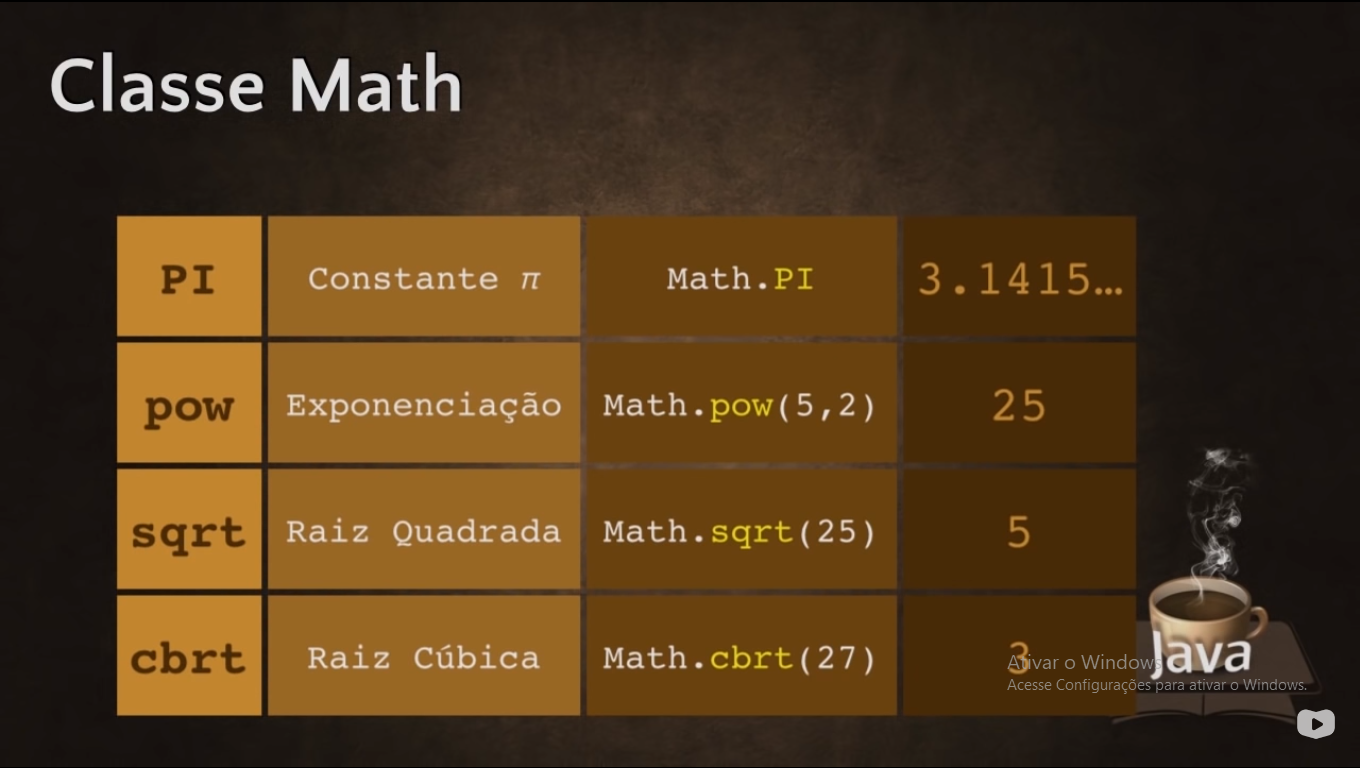 Classe Math
PI Constante π Math.PI 3.1415…
pow Exponenciação Math.pow(5,2) 25
sqrt Raiz Quadrada Math.sqrt(25) 5
cbrt Raiz Cúbica Math.cbrt(27) 3
Java
Ativar o Windows
Acesse Configurações para ativar o Windows.